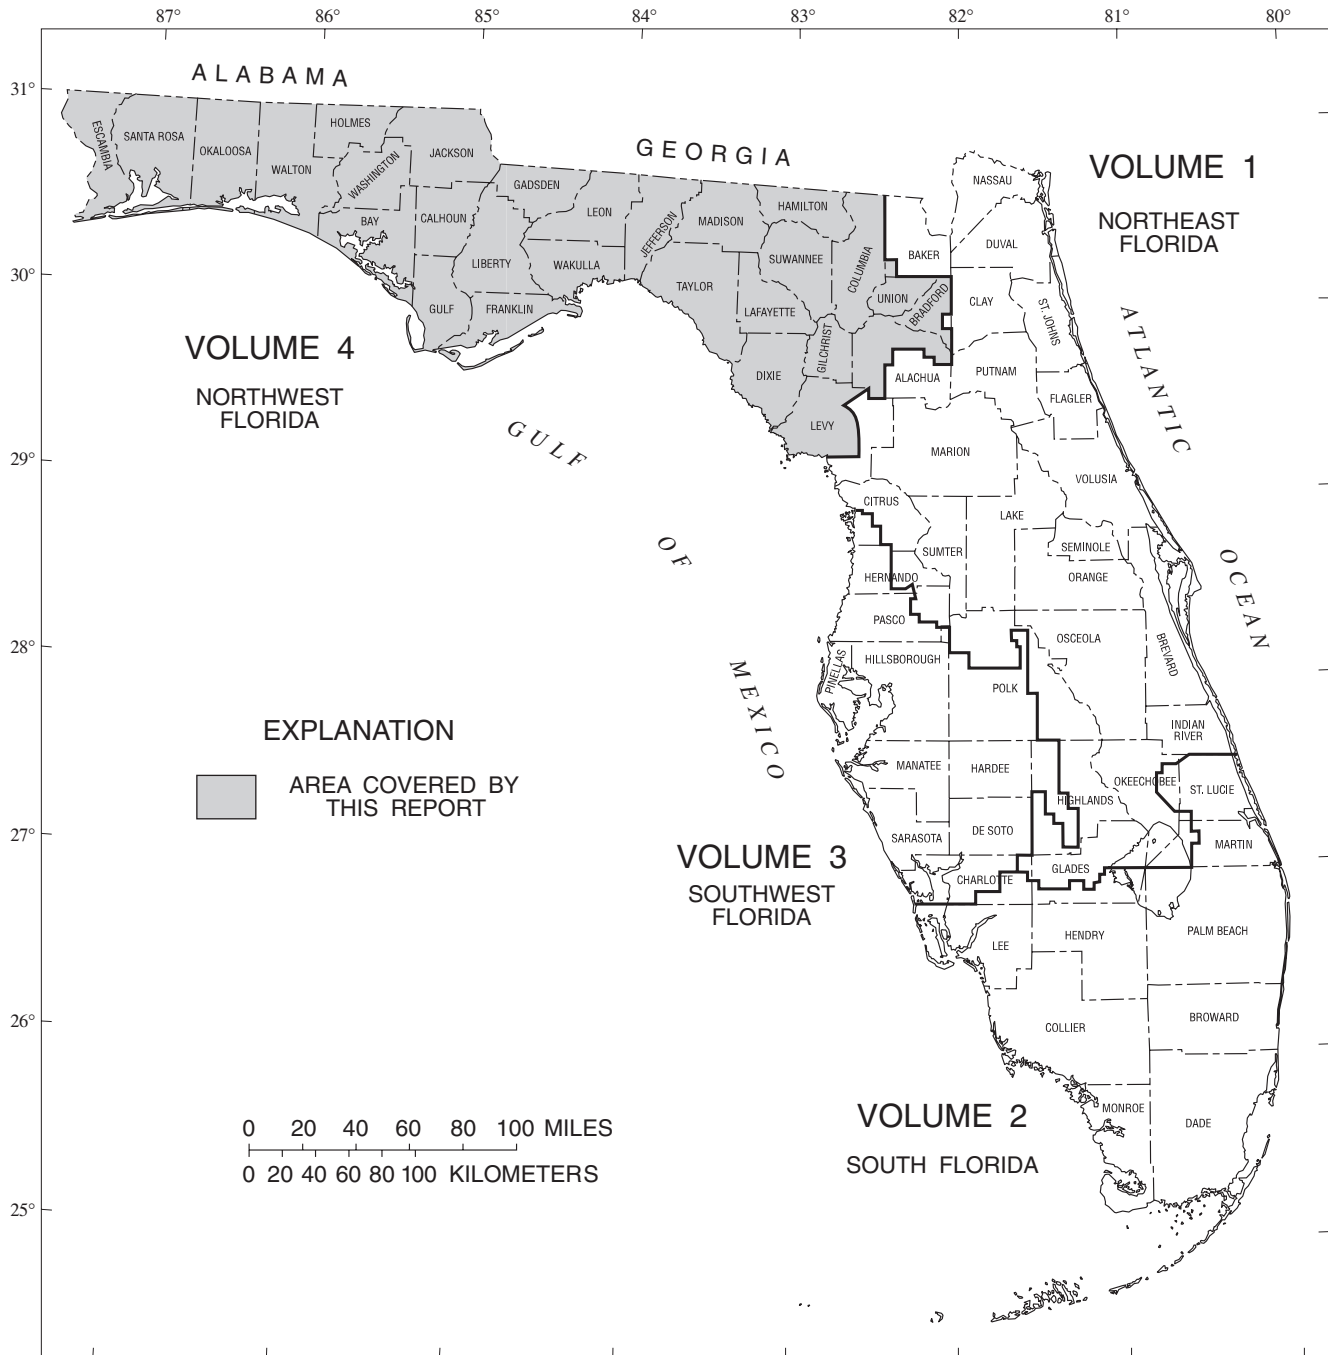 87° 86° 85° 84° 83° 82° 81° 80°
ALABAMA
31°
GEORGIA
VOLUME 1
NORTHEAST
FLORIDA
ESCAMBIA
SANTA ROSA
OKALOOSA
WALTON
HOLMES
WASHINGTON
JACKSON
BAY
CALHOUN
GULF
GADSDEN
LIBERTY
FRANKLIN
LEON
WAKULLA
JEFFERSON
MADISON
TAYLOR
HAMILTON
SUWANNEE
LAFAYETTE
DIXIE
COLUMBIA
GILCHRIST
LEVY
UNION
BRADFORD
BAKER
NASSAU
DUVAL
CLAY
ST. JOHNS
ALACHUA
PUTNAM
FLAGLER
30°
VOLUME 4
NORTHWEST
FLORIDA
ATLANTIC
OCEAN
GULF
OF
MEXICO
29°
MARION
VOLUSIA
CITRUS
LAKE
SUMTER
SEMINOLE
HERNANDO
ORANGE
PASCO
28°
OSCEOLA
BREVARD
HILLSBOROUGH
PINELLAS
POLK
INDIAN
RIVER
EXPLANATION
AREA COVERED BY
THIS REPORT
MANATEE
HARDEE
OKEECHOBEE
ST. LUCIE
HIGHLANDS
27°
SARASOTA
DE SOTO
MARTIN
VOLUME 3
SOUTHWEST
FLORIDA
CHARLOTTE
GLADES
LEE
HENDRY
PALM BEACH
26°
COLLIER
BROWARD
VOLUME 2
SOUTH FLORIDA
MONROE
DADE
0 20 40 60 80 100 MILES
0 20 40 60 80 100 KILOMETERS
25°